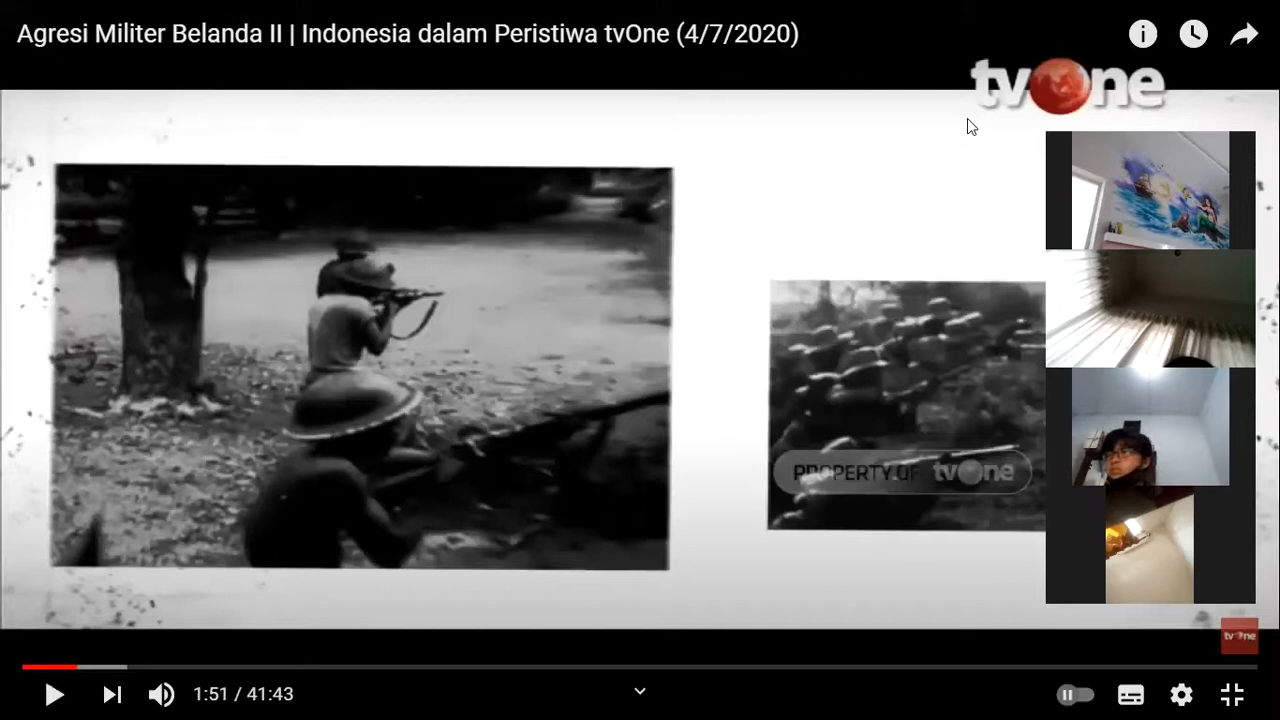 Agresi Militer Belanda II | Indonesia dalam Peristiwa tvOne (4/7/2020)
tvOne
PROPERTY OF tvOne
tvOne
1:51 / 41:43